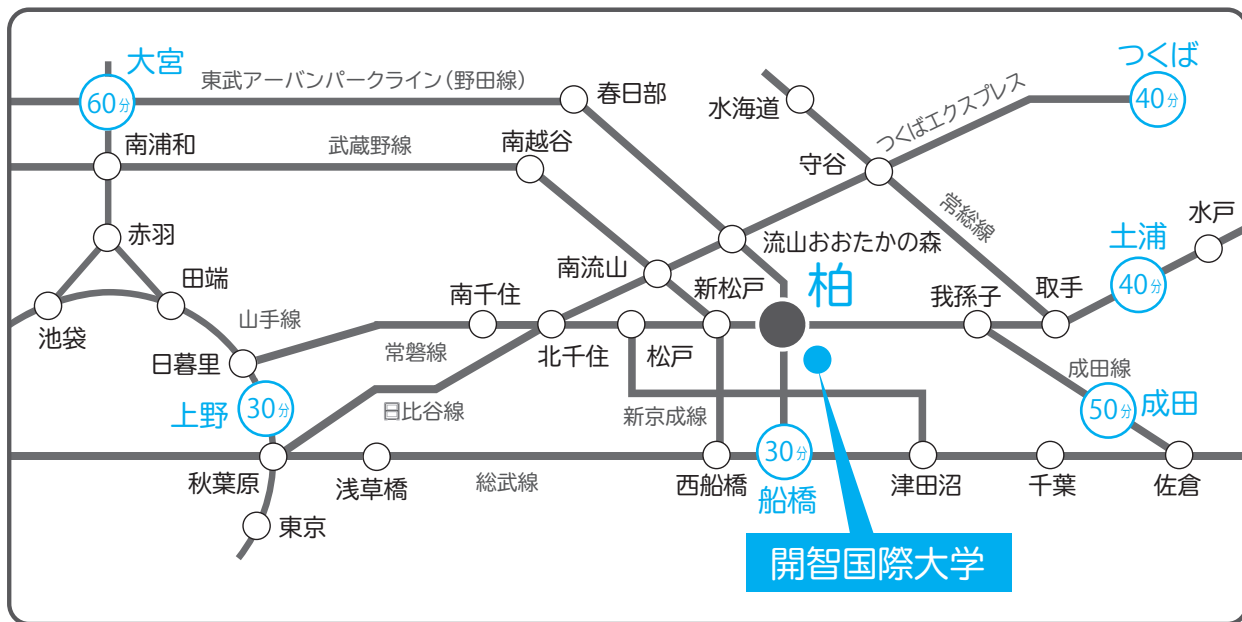 大宮
60分
東武アーバンパークライン(野田線)
春日部
水海道
つくばエクスプレス
つくば
40分
南浦和
武蔵野線
南越谷
守谷
常総線
水戸
赤羽
田端
南流山
流山おおたかの森
土浦
40分
池袋
山手線
南千住
新松戸
柏
我孫子
取手
日暮里
常磐線
北千住
松戸
成田線
上野
30分
日比谷線
新京成線
50分
成田
秋葉原
浅草橋
総武線
西船橋
30分
船橋
津田沼
千葉
佐倉
東京
開智国際大学